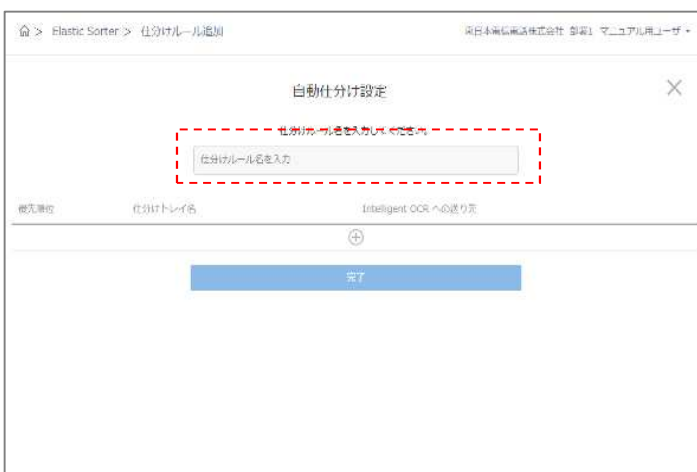 > Elastic Sorter > 仕分けルール追加
東日本電信電話株式会社 部署1 マニュアル用ユーザ
自動仕分け設定
仕分けルール名を入力してください。
仕分けルール名を入力
優先順位 仕分けトレイ名 Intelligent OCR への送り先
完了